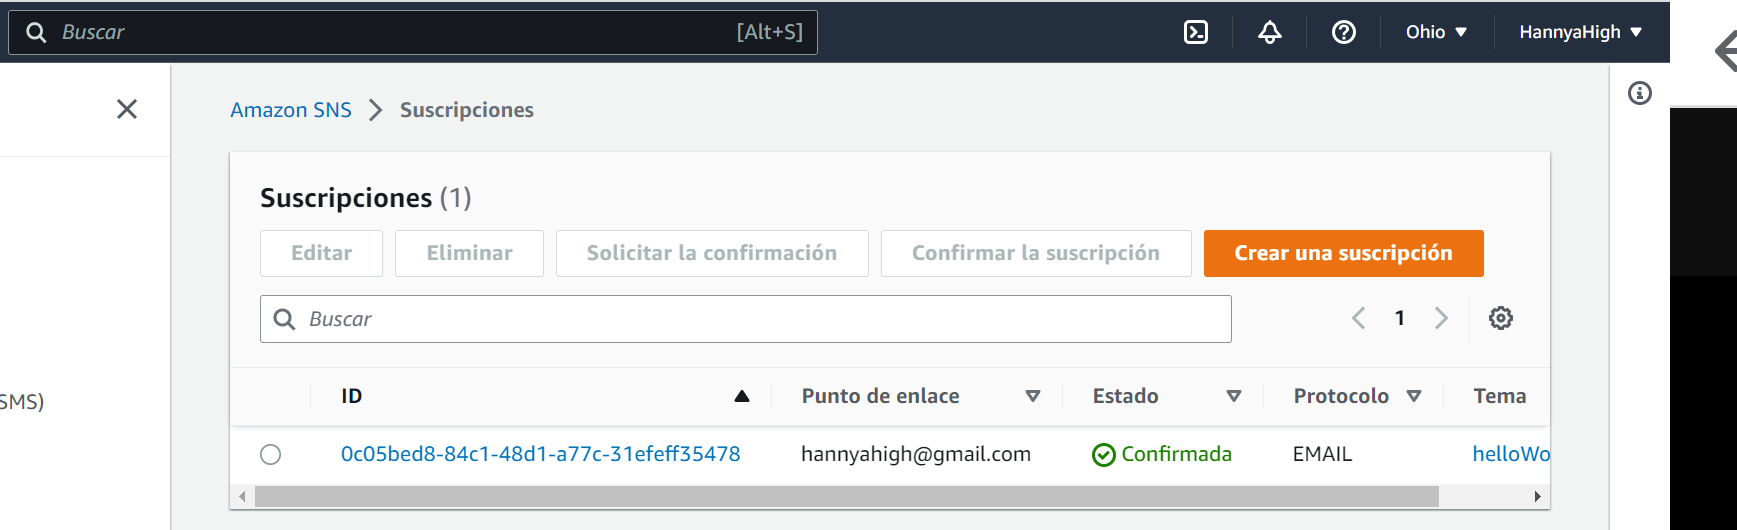 Buscar [Alt+S] Ohio HannyaHigh
Amazon SNS Suscripciones
Suscripciones (1)
Editar Eliminar Solicitar la confirmación Confirmar la suscripción Crear una suscripción
Buscar 1
ID Punto de enlace Estado Protocolo Tema
SMS)
0c05bed8-84c1-48d1-a77c-31efeff35478 hannyahigh@gmail.com Confirmada EMAIL helloWo